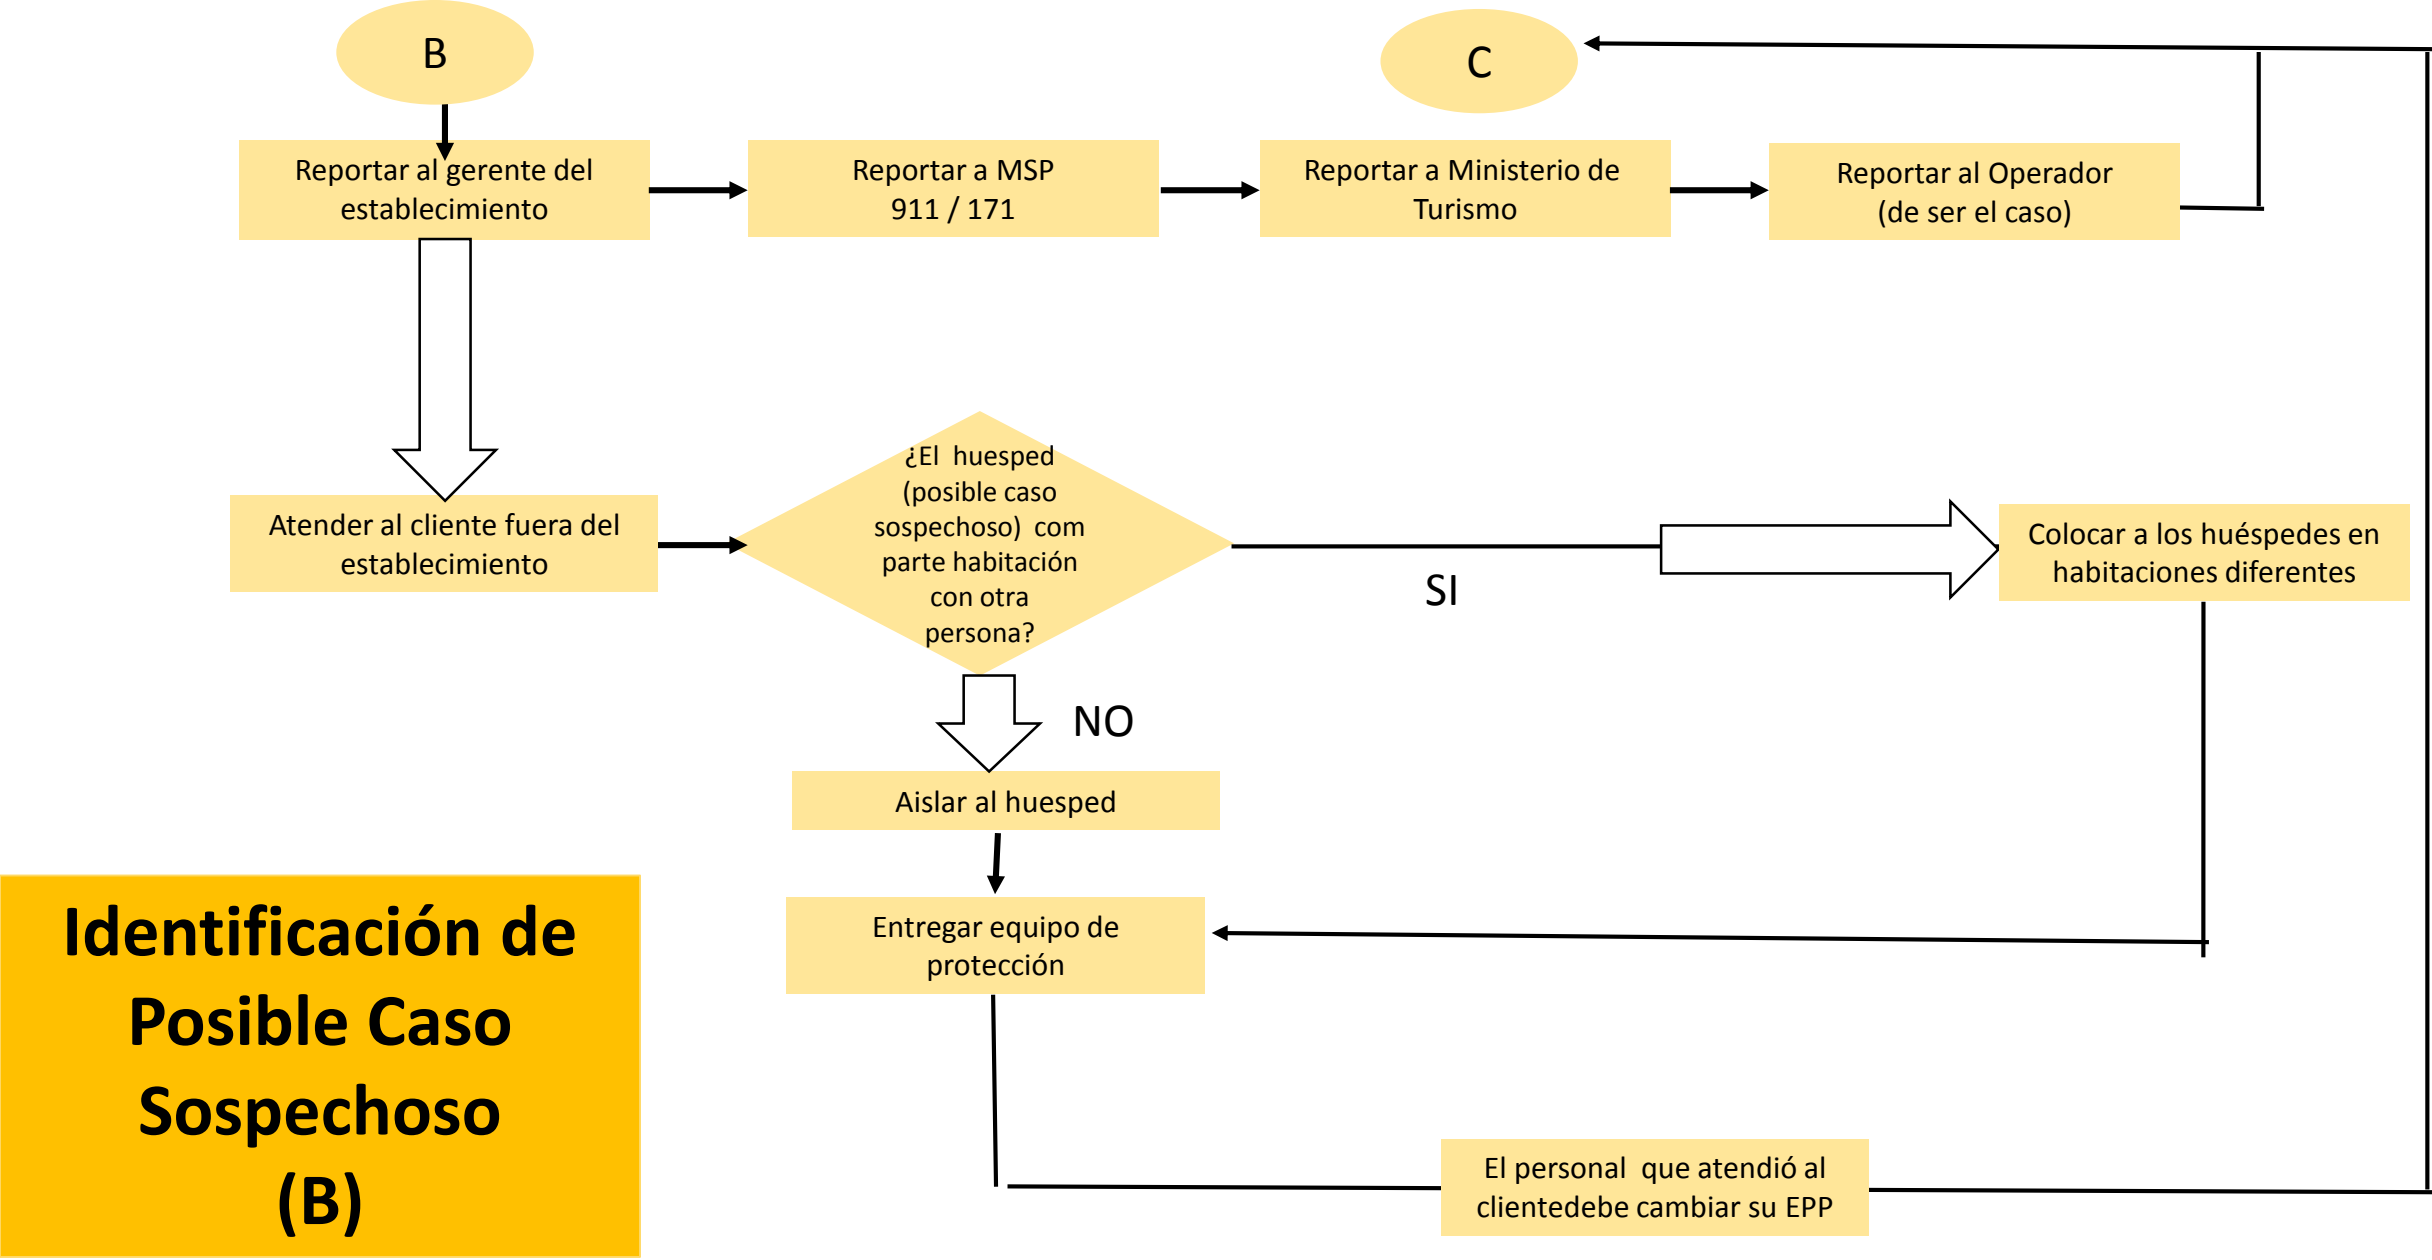 B
C
Reportar al gerente del
establecimiento
Reportar a MSP
911 / 171
Reportar a Ministerio de
Turismo
Reportar al Operador
(de ser el caso)
Atender al cliente fuera del
establecimiento
¿El  huesped
(posible caso
sospechoso)  com
parte habitación
con otra
persona?
SI
Colocar a los huéspedes en
habitaciones diferentes
NO
Aislar al huesped
Entregar equipo de
protección
El personal  que atendió al
clientedebe cambiar su EPP
Identificación de
Posible Caso
Sospechoso
(B)